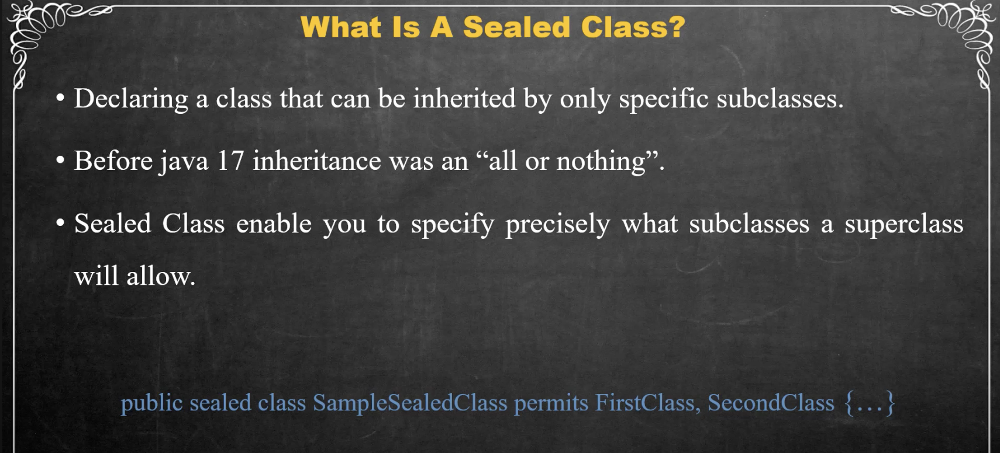 What Is A Sealed Class?
• Declaring a class that can be inherited by only specific subclasses.
• Before java 17 inheritance was an “all or nothing”.
• Sealed Class enable you to specify precisely what subclasses a superclass
will allow.
public sealed class SampleSealedClass permits FirstClass, SecondClass {…}